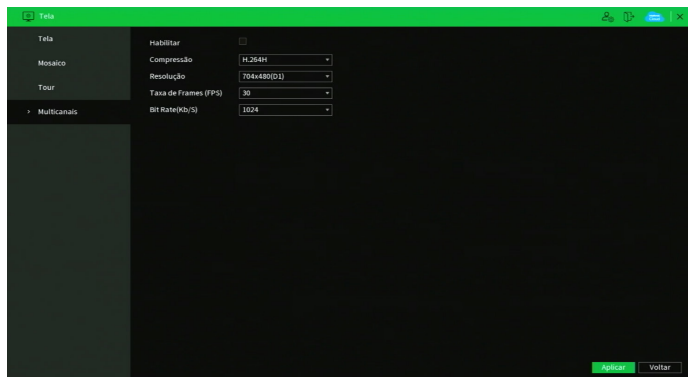 Tela
Tela
Mosaico
Tour
> Multicanais
Habilitar
Compressão H.264H
Resolução 704x480(D1)
Taxa de Frames (FPS) 30
Bit Rate(Kb/S) 1024
Aplicar Voltar